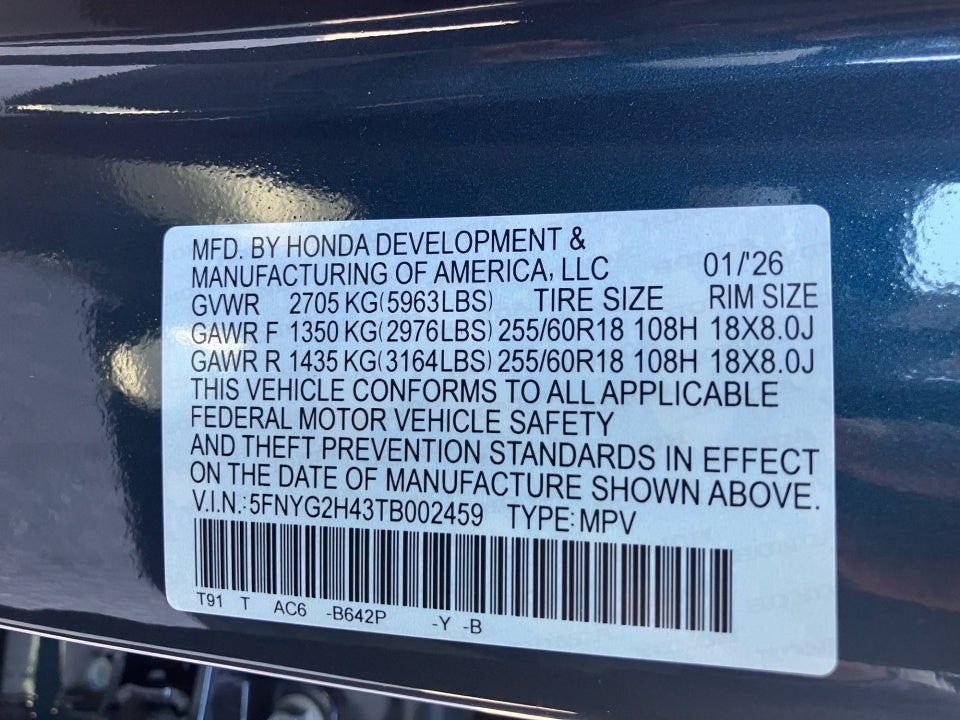 MFD. BY HONDA DEVELOPMENT &
MANUFACTURING OF AMERICA, LLC 01/'26
GVWR 2705 KG(5963LBS) TIRE SIZE RIM SIZE
GAWR F 1350 KG(2976LBS) 255/60R18 108H 18X8.0J
GAWR R 1435 KG(3164LBS) 255/60R18 108H 18X8.0J
THIS VEHICLE CONFORMS TO ALL APPLICABLE
FEDERAL MOTOR VEHICLE SAFETY
AND THEFT PREVENTION STANDARDS IN EFFECT
ON THE DATE OF MANUFACTURE SHOWN ABOVE.
V.I.N.: 5FNYG2H43TB002459 TYPE: MPV
T91 T AC6 -B642P -Y -B